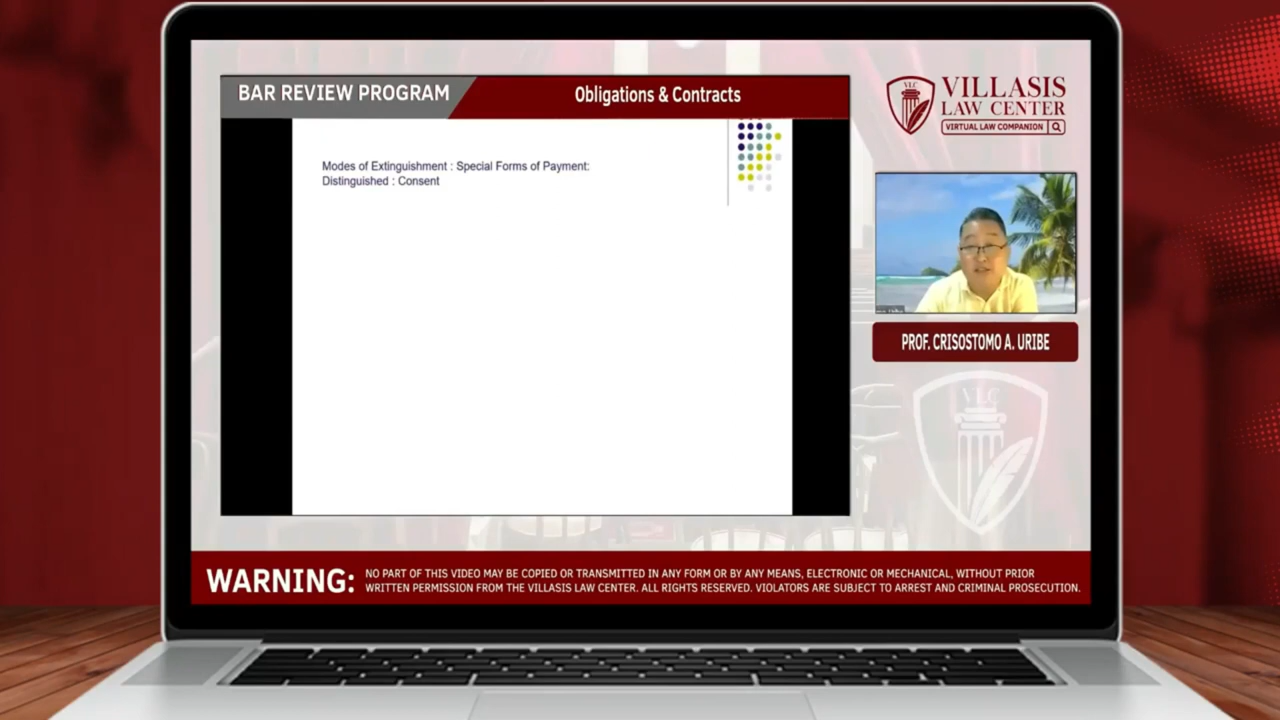 BAR REVIEW PROGRAM
Obligations & Contracts
Modes of Extinguishment : Special Forms of Payment:
Distinguished : Consent
VLC
VILLASIS
LAW CENTER
VIRTUAL LAW COMPANION
PROF. CRISOSTOMO A. URIBE
VLC
WARNING:
NO PART OF THIS VIDEO MAY BE COPIED OR TRANSMITTED IN ANY FORM OR BY ANY MEANS, ELECTRONIC OR MECHANICAL, WITHOUT PRIOR
WRITTEN PERMISSION FROM THE VILLASIS LAW CENTER. ALL RIGHTS RESERVED. VIOLATORS ARE SUBJECT TO ARREST AND CRIMINAL PROSECUTION.